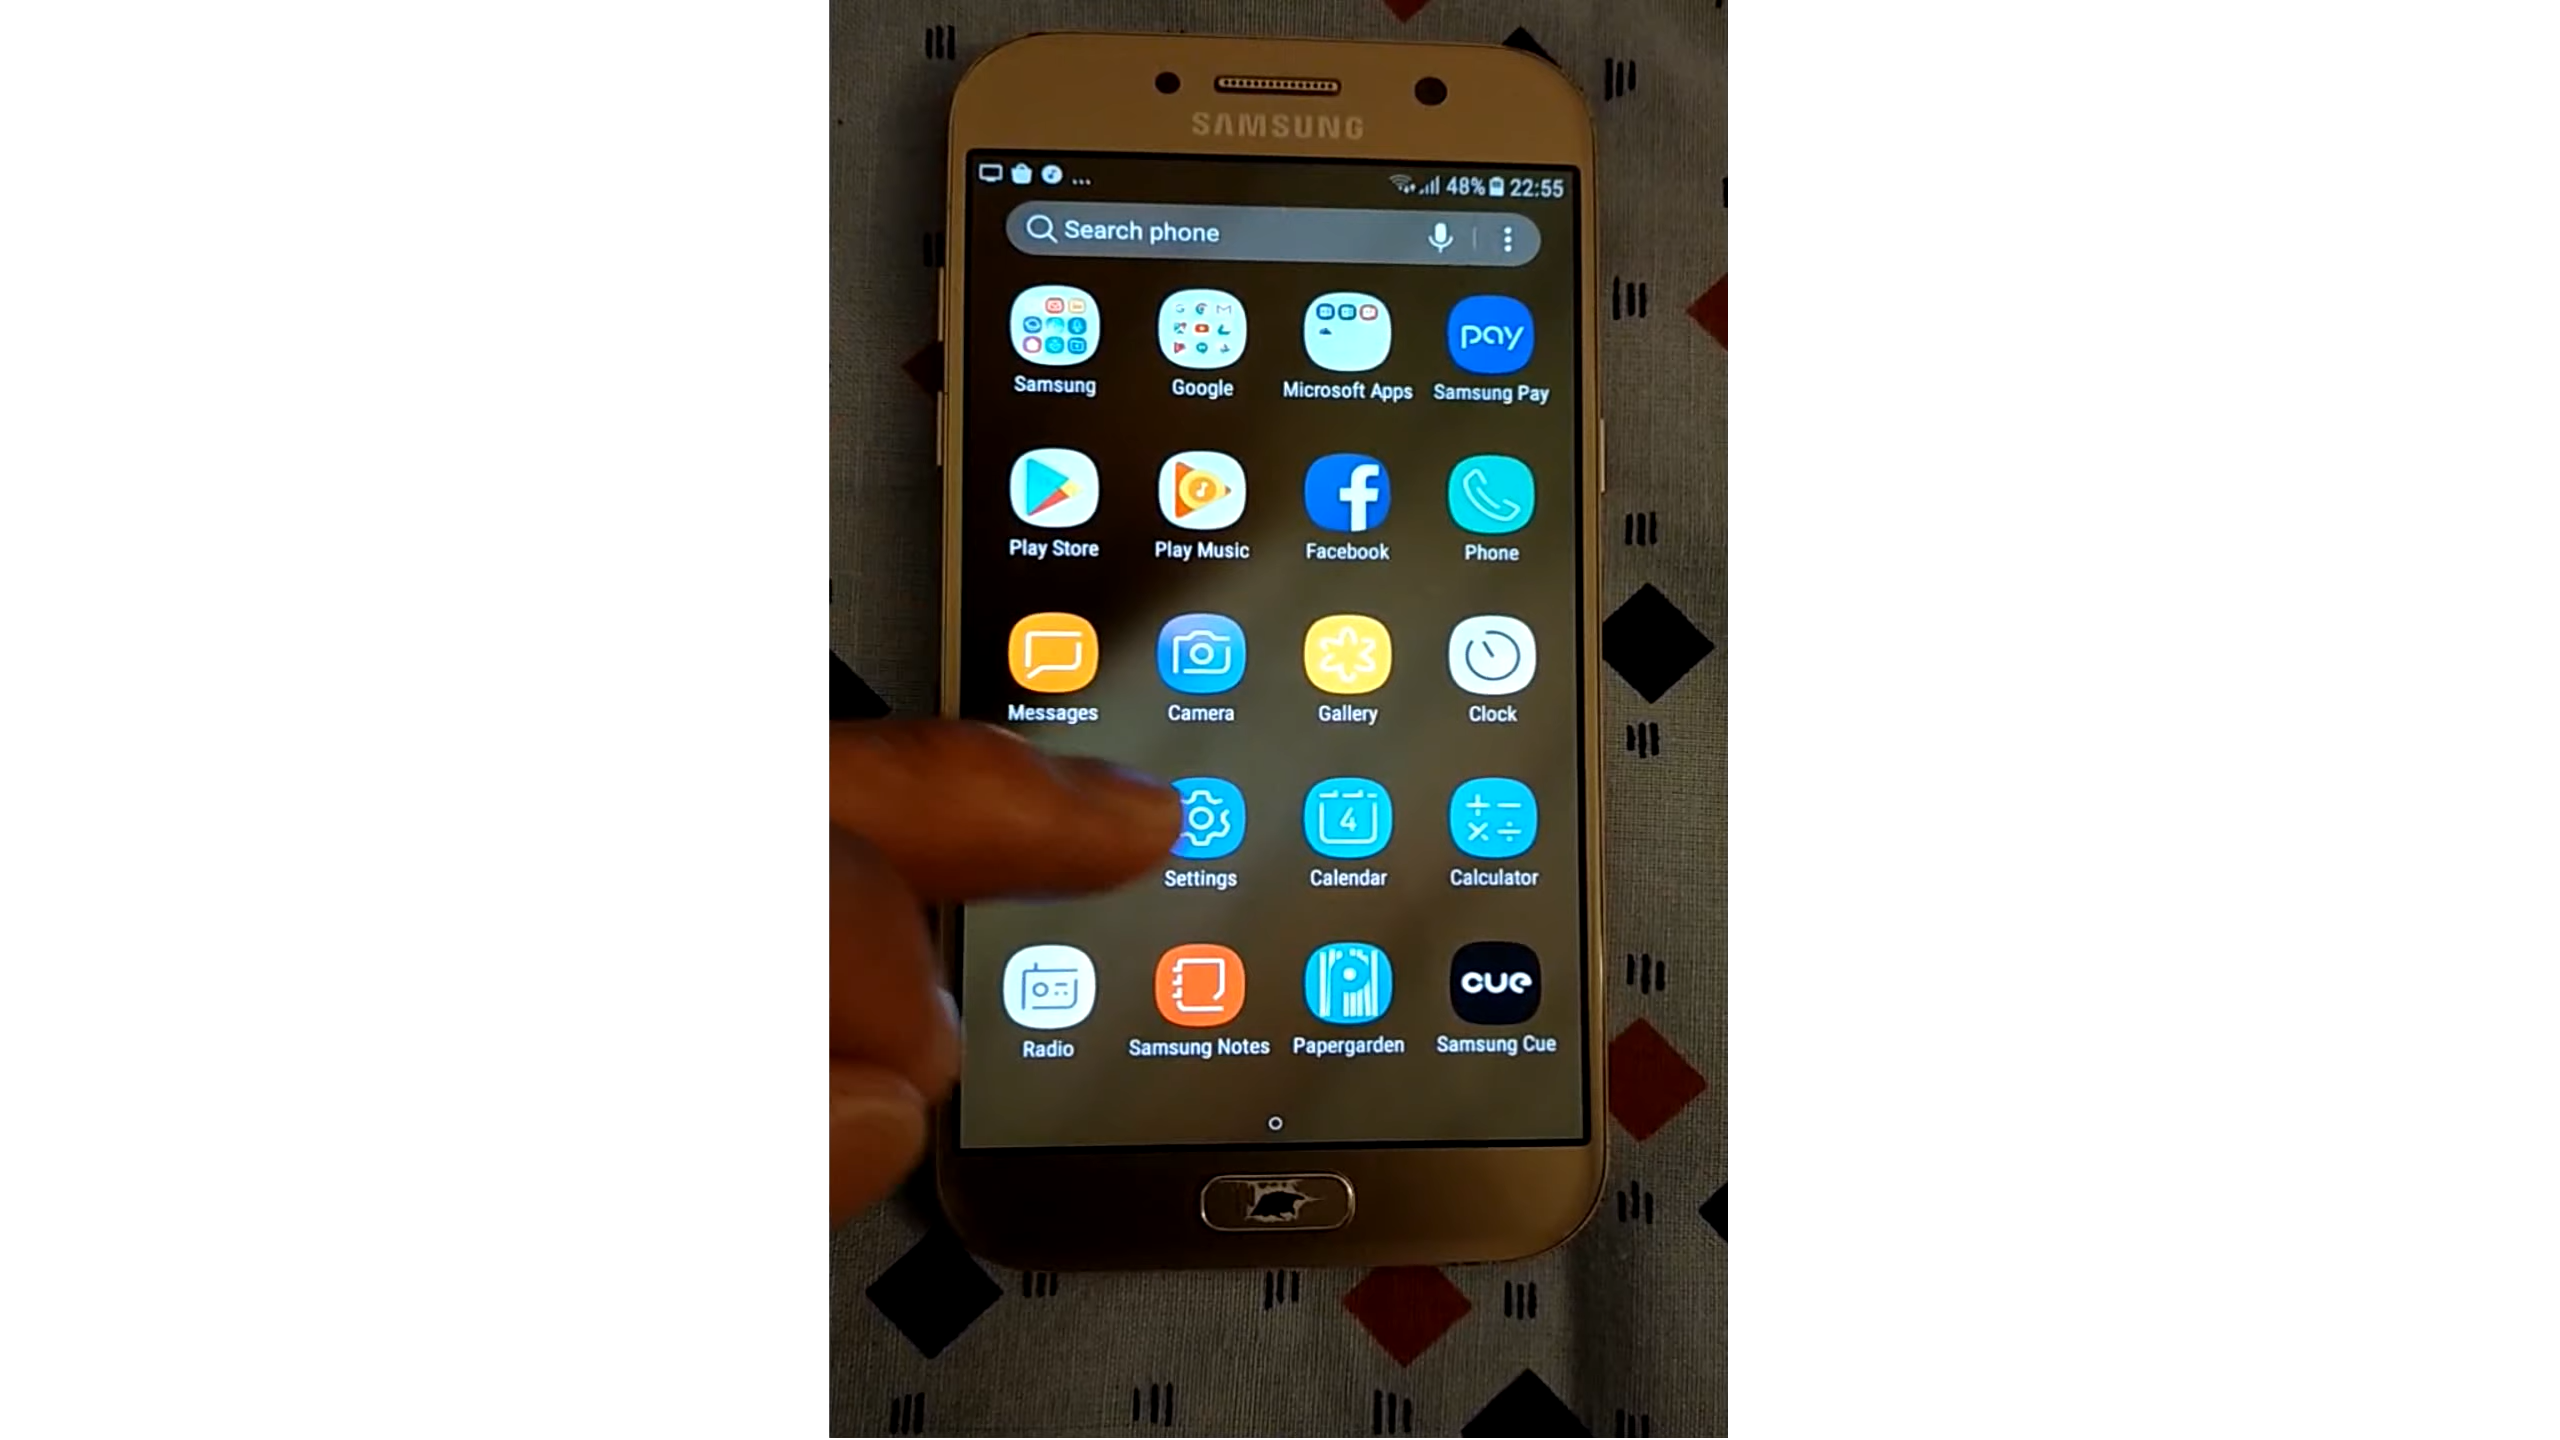 SAMSUNG
... 48% 22:55
Search phone
pay
Samsung Google Microsoft Apps Samsung Pay
Play Store Play Music Facebook Phone
Messages Camera Gallery Clock
4
Settings Calendar Calculator
cue
Radio Samsung Notes Papergarden Samsung Cue